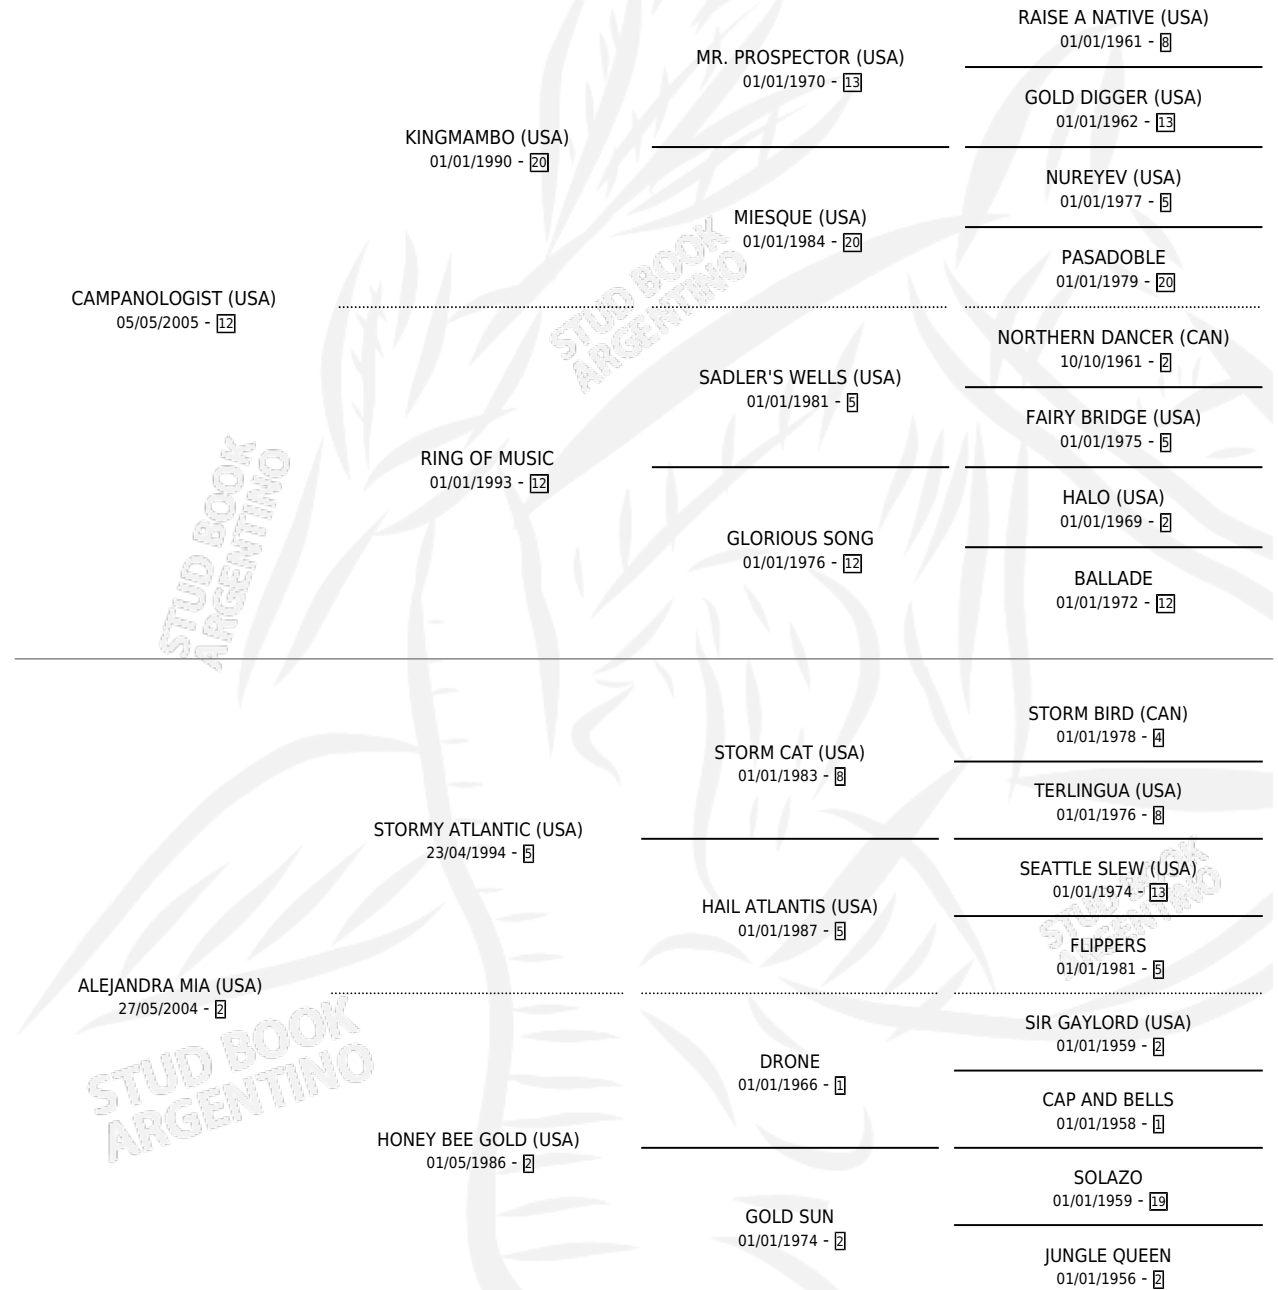 RAISE A NATIVE (USA)
01/01/1961 - 8
MR. PROSPECTOR (USA)
01/01/1970 - 13
GOLD DIGGER (USA)
01/01/1962 - 13
KINGMAMBO (USA)
01/01/1990 - 20
NUREYEV (USA)
01/01/1977 - 5
MIESQUE (USA)
01/01/1984 - 20
PASADOBLE
01/01/1979 - 20
CAMPANOLOGIST (USA)
05/05/2005 - 12
NORTHERN DANCER (CAN)
10/10/1961 - 2
SADLER'S WELLS (USA)
01/01/1981 - 5
FAIRY BRIDGE (USA)
01/01/1975 - 5
RING OF MUSIC
01/01/1993 - 12
HALO (USA)
01/01/1969 - 2
GLORIOUS SONG
01/01/1976 - 12
BALLADE
01/01/1972 - 12
STORM BIRD (CAN)
01/01/1978 - 4
STORM CAT (USA)
01/01/1983 - 8
TERLINGUA (USA)
01/01/1976 - 8
STORMY ATLANTIC (USA)
23/04/1994 - 5
SEATTLE SLEW (USA)
01/01/1974 - 13
HAIL ATLANTIS (USA)
01/01/1987 - 5
FLIPPERS
01/01/1981 - 5
ALEJANDRA MIA (USA)
27/05/2004 - 2
SIR GAYLORD (USA)
01/01/1959 - 2
DRONE
01/01/1966 - 1
CAP AND BELLS
01/01/1958 - 1
HONEY BEE GOLD (USA)
01/05/1986 - 2
SOLAZO
01/01/1959 - 19
GOLD SUN
01/01/1974 - 2
JUNGLE QUEEN
01/01/1956 - 2
STUD BOOK
ARGENTINO
STUD BOOK
ARGENTINO
STUD BOOK
ARGENTINO
STUD BOOK
ARGENTINO